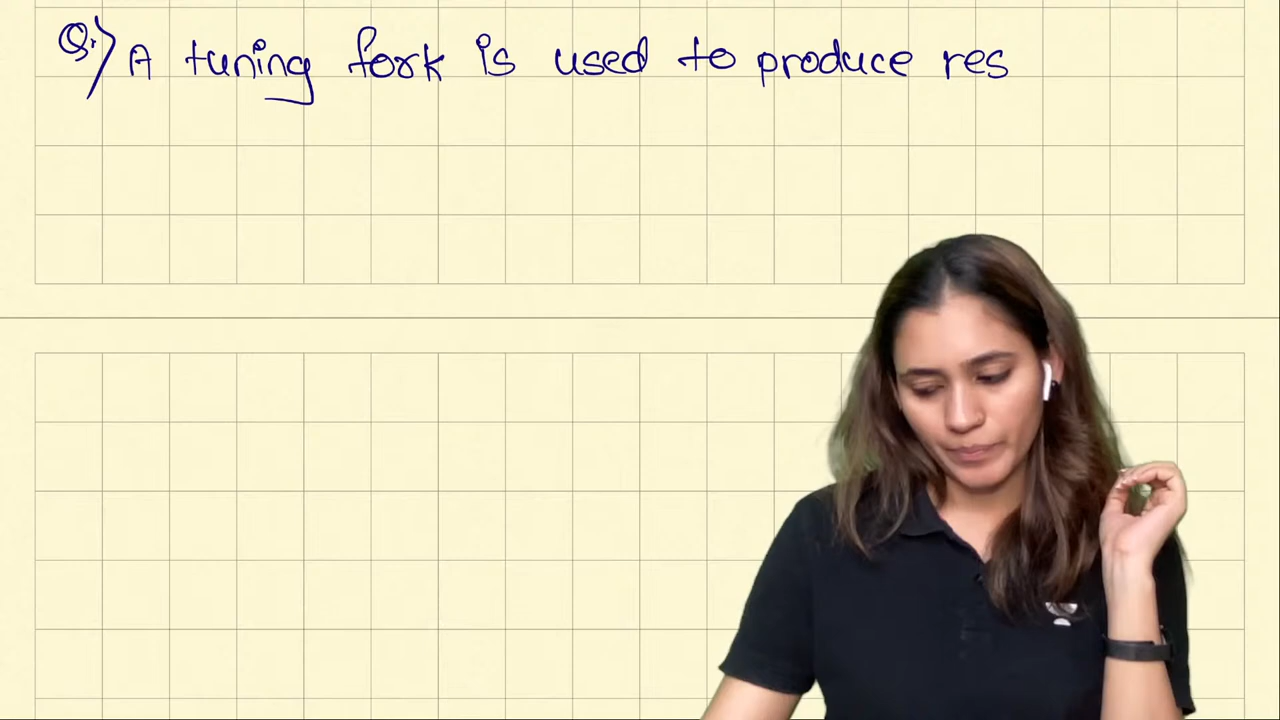 Q.) A tuning fork is used to produce res